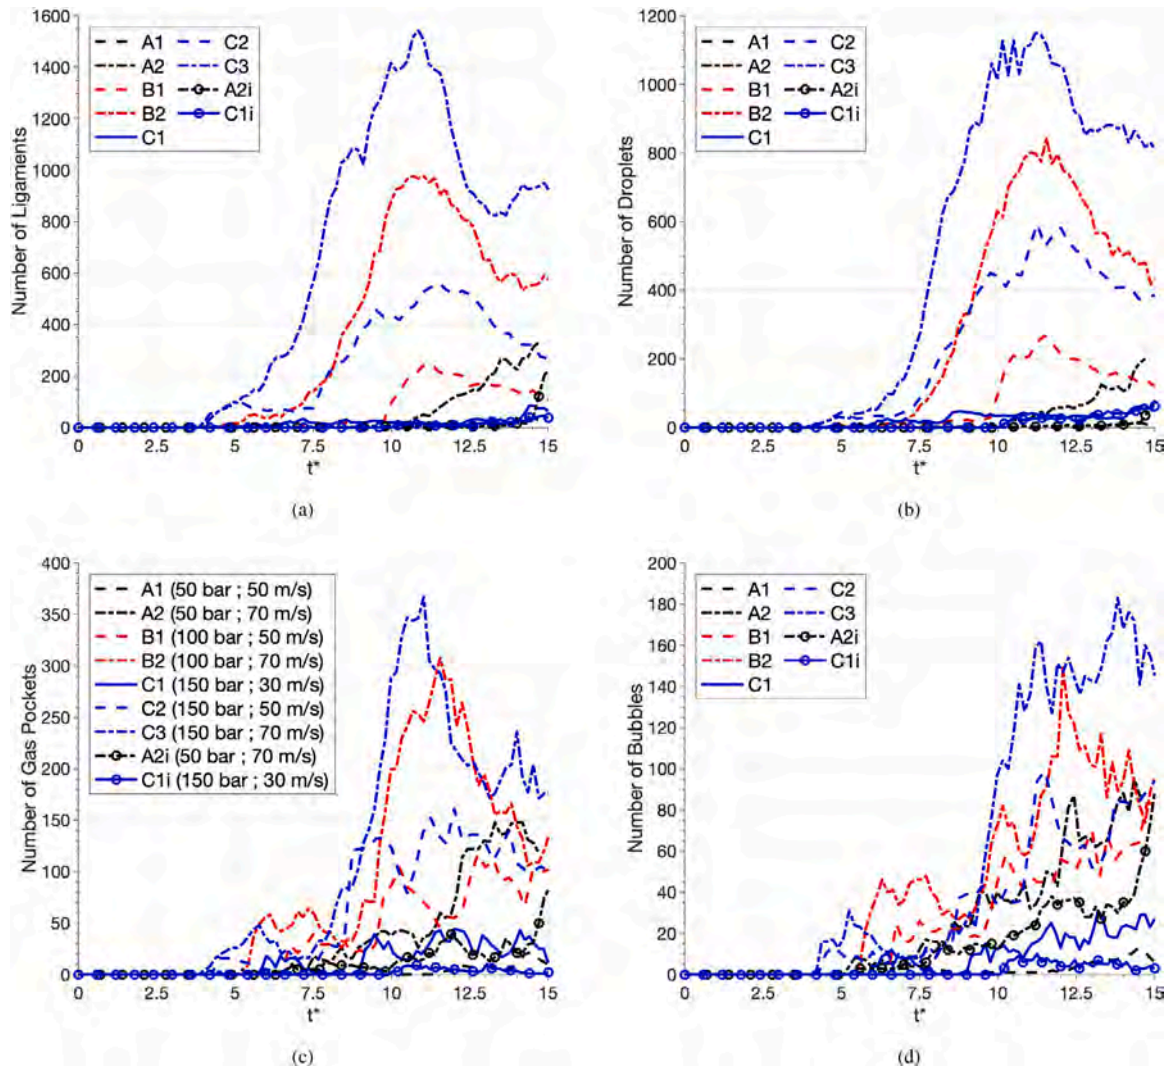 1600
1400
1200
1000
800
600
400
200
0
Number of Ligaments
A1
A2
B1
B2
C1
C2
C3
A2i
C1i
0 2.5 5 7.5 10 12.5 15
t*
(a)
1200
1000
800
600
400
200
0
Number of Droplets
A1
A2
B1
B2
C1
C2
C3
A2i
C1i
0 2.5 5 7.5 10 12.5 15
t*
(b)
400
350
300
250
200
150
100
50
0
Number of Gas Pockets
A1 (50 bar ; 50 m/s)
A2 (50 bar ; 70 m/s)
B1 (100 bar ; 50 m/s)
B2 (100 bar ; 70 m/s)
C1 (150 bar ; 30 m/s)
C2 (150 bar ; 50 m/s)
C3 (150 bar ; 70 m/s)
A2i (50 bar ; 70 m/s)
C1i (150 bar ; 30 m/s)
0 2.5 5 7.5 10 12.5 15
t*
(c)
200
180
160
140
120
100
80
60
40
20
0
Number of Bubbles
A1
A2
B1
B2
C1
C2
C3
A2i
C1i
0 2.5 5 7.5 10 12.5 15
t*
(d)